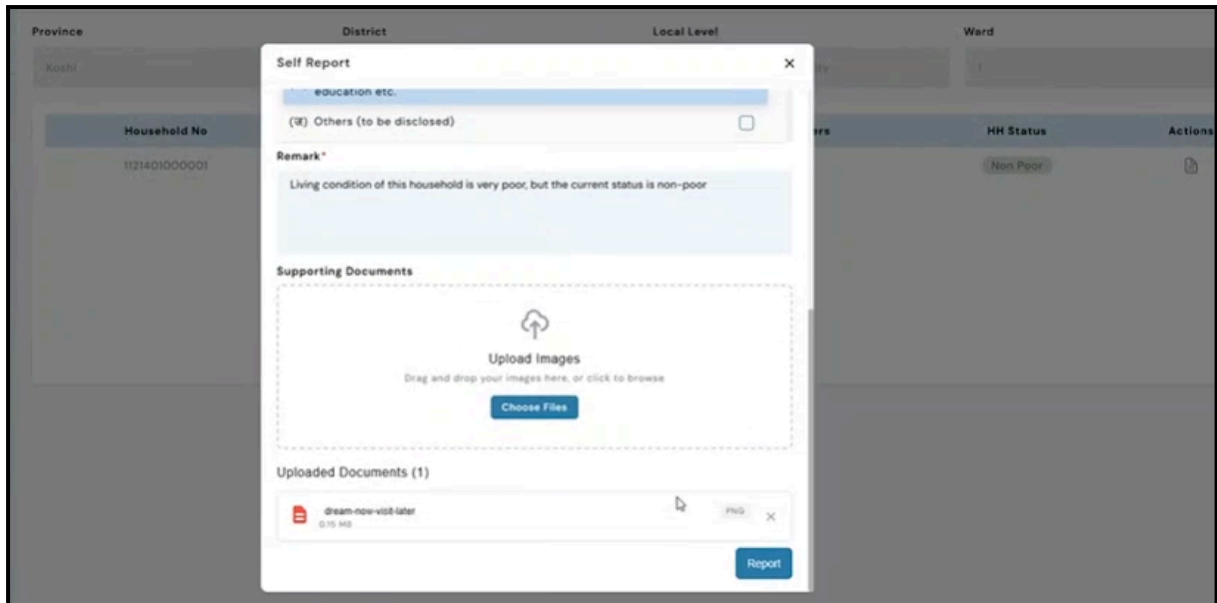 Province District Local Level Ward
Koshi 1
Self Report
education etc.
(ज) Others (to be disclosed)
Household No HH Status Actions
1121401000001 Non Poor
Remark*
Living condition of this household is very poor, but the current status is non-poor
Supporting Documents
Upload Images
Drag and drop your images here, or click to browse
Choose Files
Uploaded Documents (1)
dream-now-visit-later
PNG
0.15 MB
Report